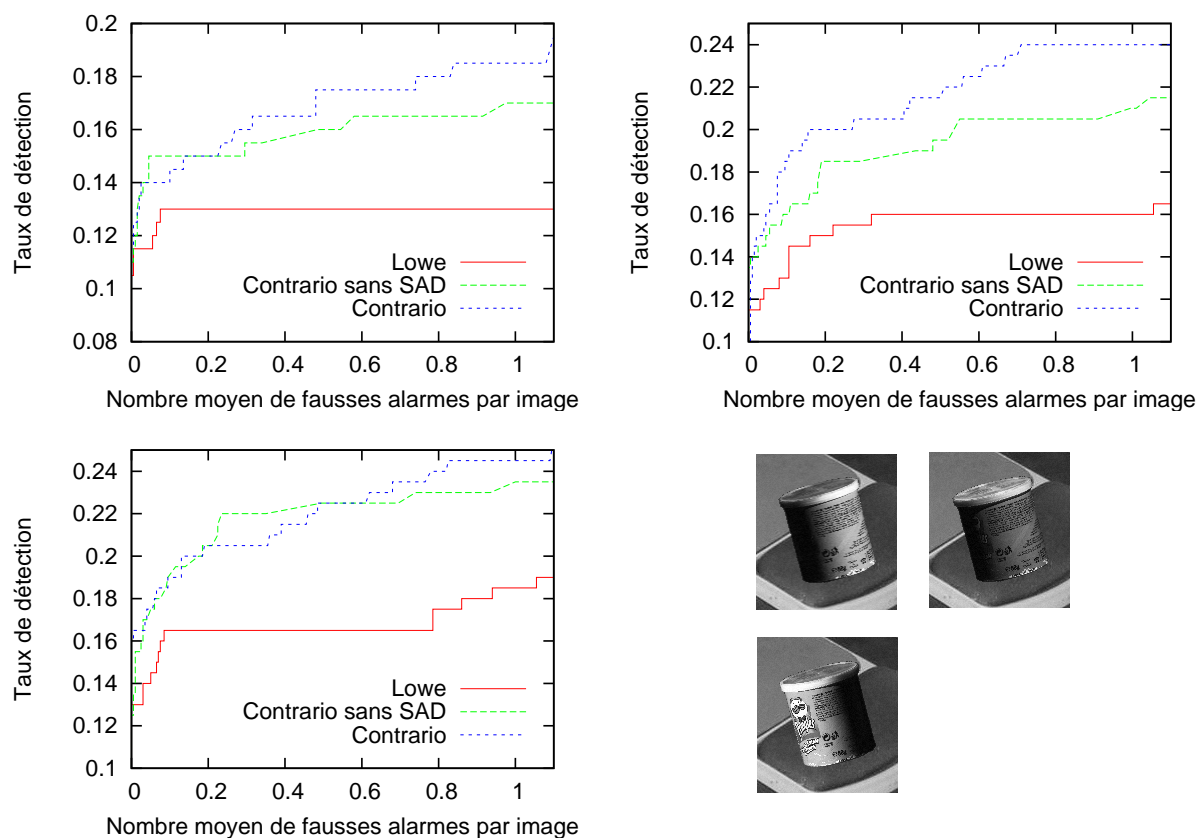 Taux de détection
0.2
0.18
0.16
0.14
0.12
0.1
0.08
Lowe
Contrario sans SAD
Contrario
0 0.2 0.4 0.6 0.8 1
Nombre moyen de fausses alarmes par image
Taux de détection
0.24
0.22
0.2
0.18
0.16
0.14
0.12
0.1
Lowe
Contrario sans SAD
Contrario
0 0.2 0.4 0.6 0.8 1
Nombre moyen de fausses alarmes par image
Taux de détection
0.24
0.22
0.2
0.18
0.16
0.14
0.12
0.1
Lowe
Contrario sans SAD
Contrario
0 0.2 0.4 0.6 0.8 1
Nombre moyen de fausses alarmes par image